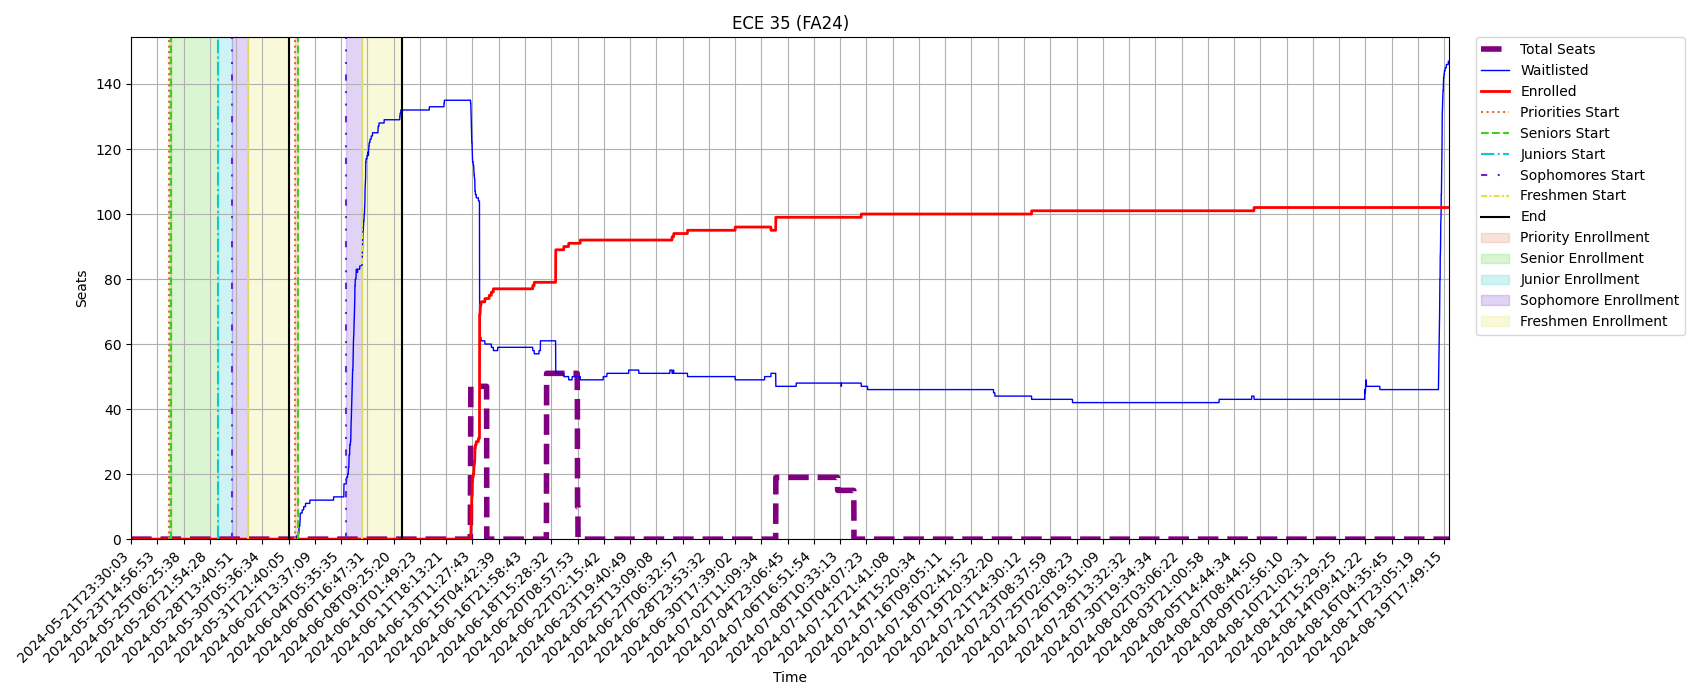 ECE 35 (FA24)
Seats
140
120
100
80
60
40
20
0
2024-05-21T23:30:03
2024-05-23T14:56:53
2024-05-25T06:25:38
2024-05-26T21:54:28
2024-05-28T13:40:51
2024-05-30T05:36:34
2024-05-31T21:40:05
2024-06-02T13:37:09
2024-06-04T05:35:35
2024-06-06T16:47:31
2024-06-08T09:25:20
2024-06-10T01:49:23
2024-06-11T18:13:21
2024-06-13T11:27:43
2024-06-15T04:42:39
2024-06-16T21:58:43
2024-06-18T15:28:32
2024-06-20T08:57:53
2024-06-22T02:15:42
2024-06-23T19:40:49
2024-06-25T13:09:08
2024-06-27T06:32:57
2024-06-28T23:53:32
2024-06-30T17:39:02
2024-07-02T11:09:34
2024-07-04T23:06:45
2024-07-06T16:51:54
2024-07-08T10:33:13
2024-07-10T04:07:23
2024-07-12T21:41:08
2024-07-14T15:20:34
2024-07-16T09:05:11
2024-07-18T02:41:52
2024-07-19T20:32:20
2024-07-21T14:30:12
2024-07-23T08:37:59
2024-07-25T02:08:23
2024-07-26T19:51:09
2024-07-28T13:32:32
2024-07-30T19:34:34
2024-08-02T03:06:22
2024-08-03T21:00:58
2024-08-05T14:44:34
2024-08-07T08:44:50
2024-08-09T02:56:10
2024-08-10T21:02:31
2024-08-12T15:29:25
2024-08-14T09:41:22
2024-08-16T04:35:45
2024-08-17T23:05:19
2024-08-19T17:49:15
Time
Total Seats
Waitlisted
Enrolled
Priorities Start
Seniors Start
Juniors Start
Sophomores Start
Freshmen Start
End
Priority Enrollment
Senior Enrollment
Junior Enrollment
Sophomore Enrollment
Freshmen Enrollment